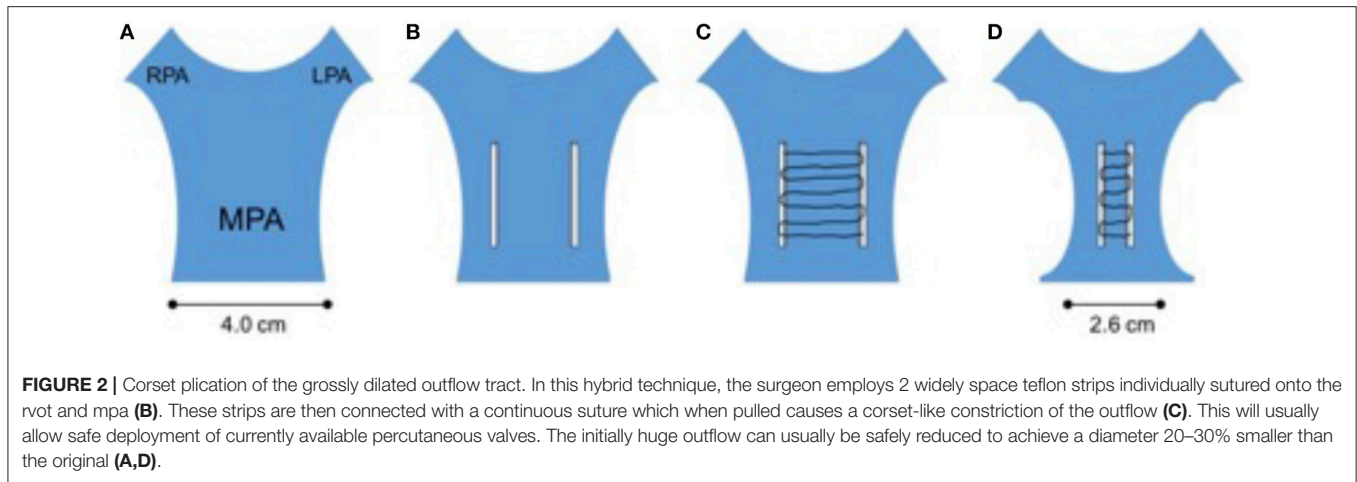 A B C D
RPA LPA
MPA
4.0 cm 2.6 cm
FIGURE 2 | Corset plication of the grossly dilated outflow tract. In this hybrid technique, the surgeon employs 2 widely space teflon strips individually sutured onto the
rvot and mpa (B). These strips are then connected with a continuous suture which when pulled causes a corset-like constriction of the outflow (C). This will usually
allow safe deployment of currently available percutaneous valves. The initially huge outflow can usually be safely reduced to achieve a diameter 20–30% smaller than
the original (A,D).